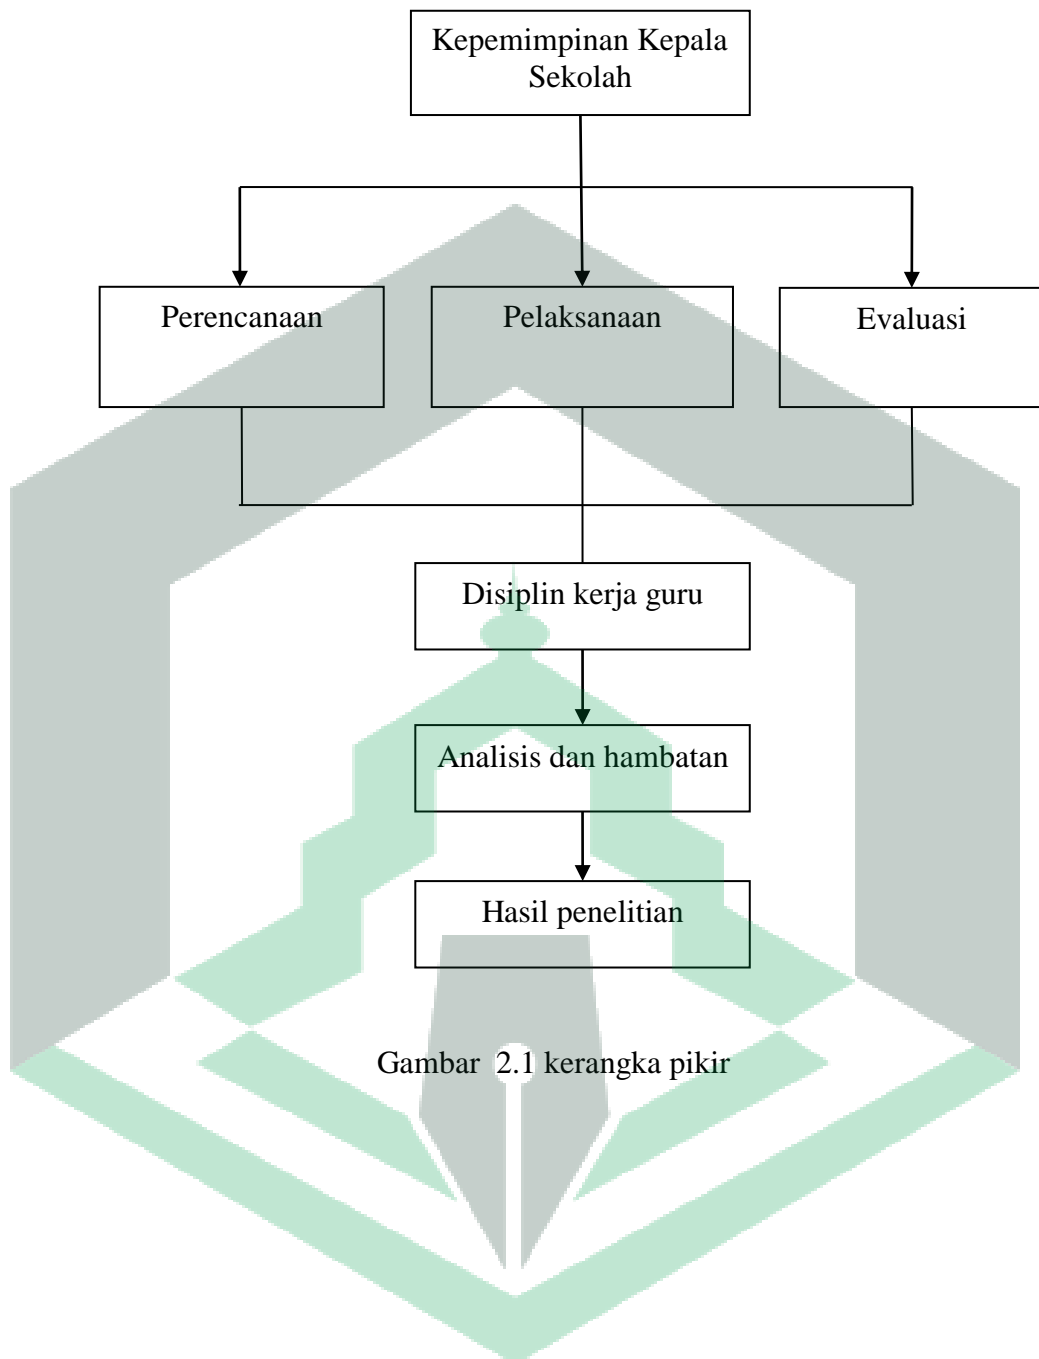 Kepemimpinan Kepala
Sekolah
Perencanaan
Pelaksanaan
Evaluasi
Disiplin kerja guru
Analisis dan hambatan
Hasil penelitian
Gambar  2.1 kerangka pikir